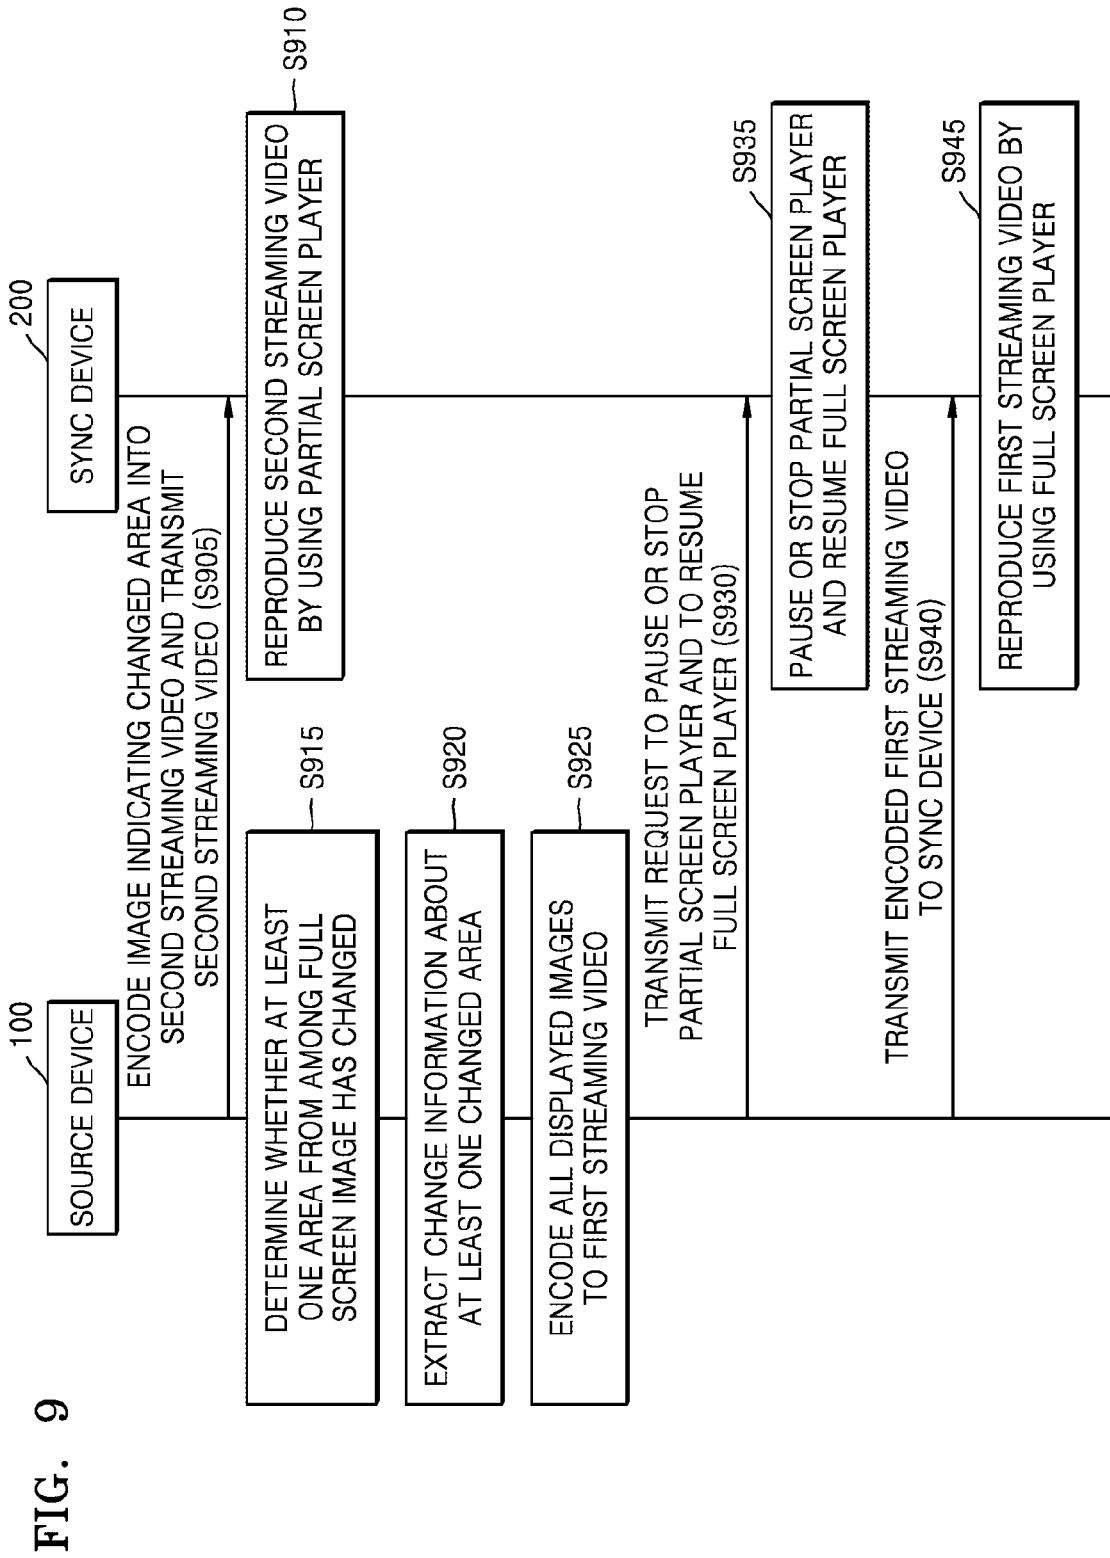 FIG. 9
100
SOURCE DEVICE
200
SYNC DEVICE
ENCODE IMAGE INDICATING CHANGED AREA INTO
SECOND STREAMING VIDEO AND TRANSMIT
SECOND STREAMING VIDEO (S905)
S910
REPRODUCE SECOND STREAMING VIDEO
BY USING PARTIAL SCREEN PLAYER
S915
DETERMINE WHETHER AT LEAST
ONE AREA FROM AMONG FULL
SCREEN IMAGE HAS CHANGED
S920
EXTRACT CHANGE INFORMATION ABOUT
AT LEAST ONE CHANGED AREA
S925
ENCODE ALL DISPLAYED IMAGES
TO FIRST STREAMING VIDEO
TRANSMIT REQUEST TO PAUSE OR STOP
PARTIAL SCREEN PLAYER AND TO RESUME
FULL SCREEN PLAYER (S930)
S935
PAUSE OR STOP PARTIAL SCREEN PLAYER
AND RESUME FULL SCREEN PLAYER
TRANSMIT ENCODED FIRST STREAMING VIDEO
TO SYNC DEVICE (S940)
S945
REPRODUCE FIRST STREAMING VIDEO BY
USING FULL SCREEN PLAYER